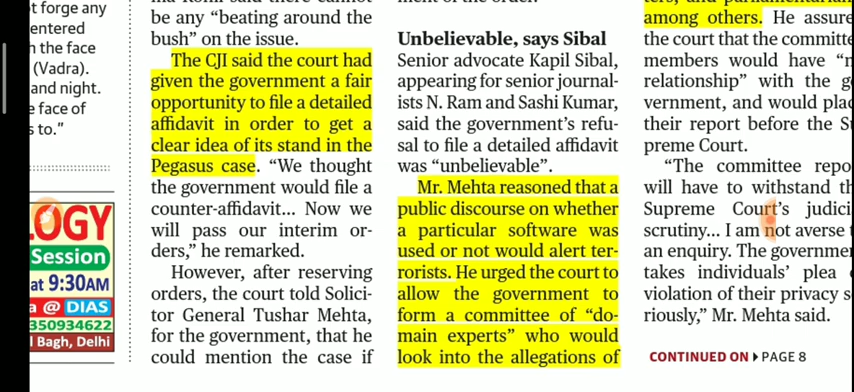 ot forge any
entered
n the face
(Vadra).
and night.
e face of
s to.”
OLOGY
Session
at 9:30AM
a @ DIAS
350934622
l Bagh, Delhi
be any “beating around the
bush” on the issue.
The CJI said the court had
given the government a fair
opportunity to file a detailed
affidavit in order to get a
clear idea of its stand in the
Pegasus case. “We thought
the government would file a
counter-affidavit... Now we
will pass our interim or-
ders,” he remarked.
However, after reserving
orders, the court told Solici-
tor General Tushar Mehta,
for the government, that he
could mention the case if
ment of the order.
Unbelievable, says Sibal
Senior advocate Kapil Sibal,
appearing for senior journal-
ists N. Ram and Sashi Kumar,
said the government’s refu-
sal to file a detailed affidavit
was “unbelievable”.
Mr. Mehta reasoned that a
public discourse on whether
a particular software was
used or not would alert ter-
rorists. He urged the court to
allow the government to
form a committee of “do-
main experts” who would
look into the allegations of
ters, and parliamentarian
among others. He assure
the court that the committe
members would have “n
relationship” with the g
vernment, and would plac
their report before the S
preme Court.
“The committee repo
will have to withstand th
Supreme Court’s judici
scrutiny... I am not averse
an enquiry. The governme
takes individuals’ plea
violation of their privacy s
riously,” Mr. Mehta said.
CONTINUED ON PAGE 8